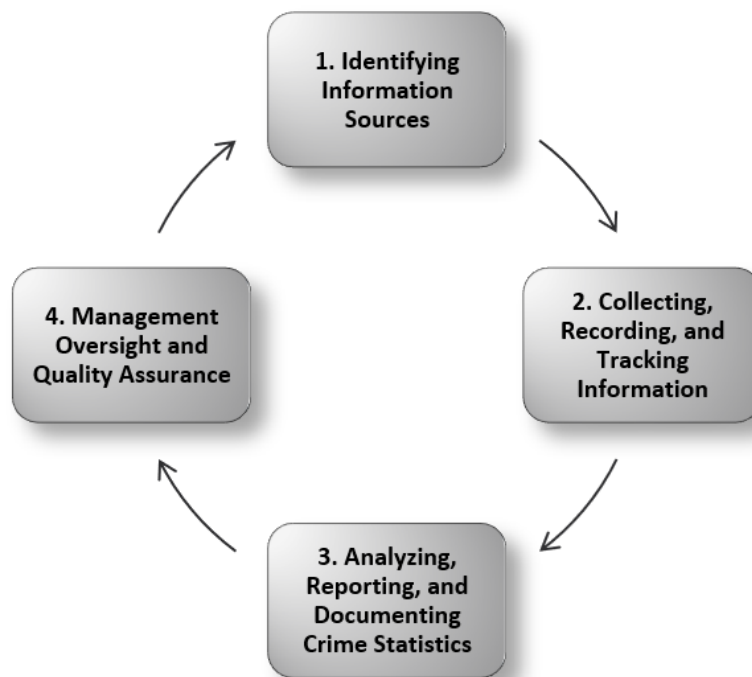 1. Identifying
Information
Sources
2. Collecting,
Recording, and
Tracking
Information
3. Analyzing,
Reporting, and
Documenting
Crime Statistics
4. Management
Oversight and
Quality Assurance